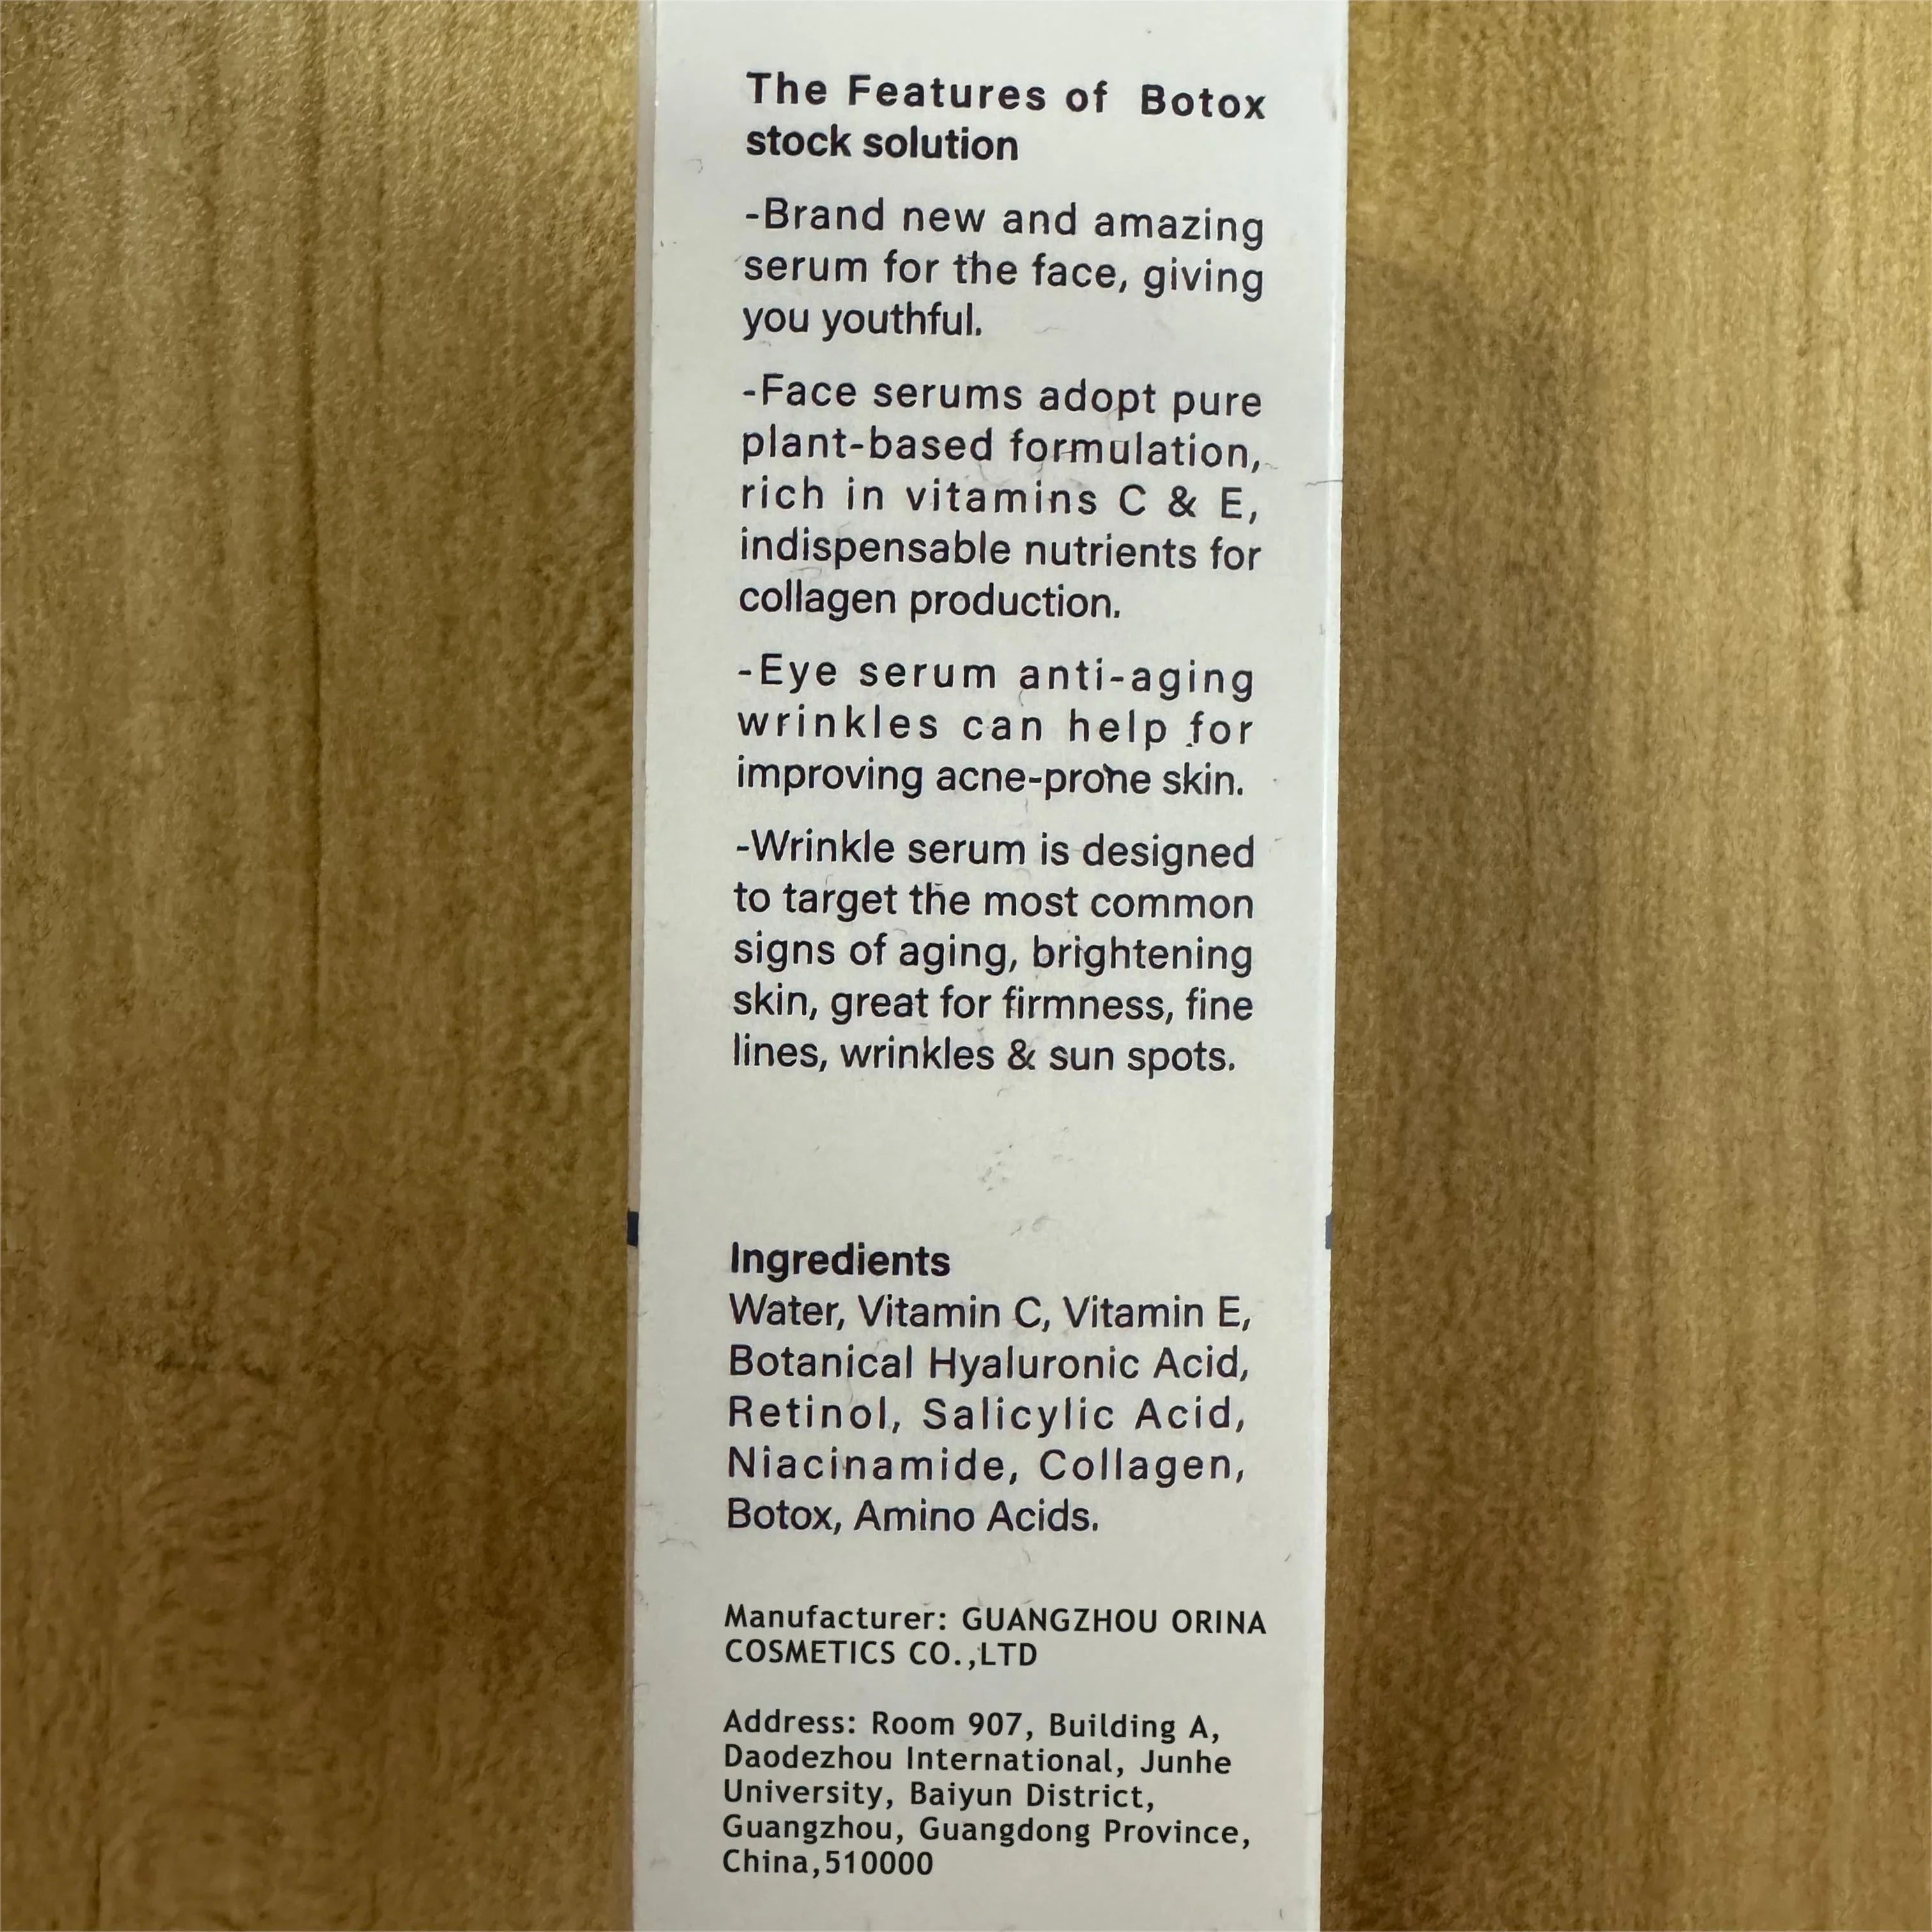 The Features of Botox
stock solution
-Brand new and amazing
serum for the face, giving
you youthful.
-Face serums adopt pure
plant-based formulation,
rich in vitamins C & E,
indispensable nutrients for
collagen production.
-Eye serum anti-aging
wrinkles can help for
improving acne-prone skin.
-Wrinkle serum is designed
to target the most common
signs of aging, brightening
skin, great for firmness, fine
lines, wrinkles & sun spots.
Ingredients
Water, Vitamin C, Vitamin E,
Botanical Hyaluronic Acid,
Retinol, Salicylic Acid,
Niacinamide, Collagen,
Botox, Amino Acids.
Manufacturer: GUANGZHOU ORINA
COSMETICS CO.,LTD
Address: Room 907, Building A,
Daodezhou International, Junhe
University, Baiyun District,
Guangzhou, Guangdong Province,
China,510000